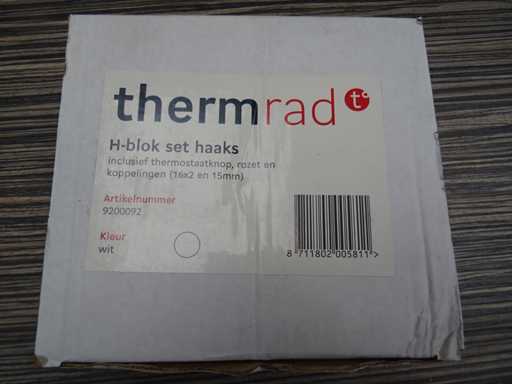 thermrad t°
H-blok set haaks
inclusief thermostaatknop, rozet en
koppelingen (16x2 en 15mm)
Artikelnummer
9200092
Kleur
wit
8 711802 005811 >